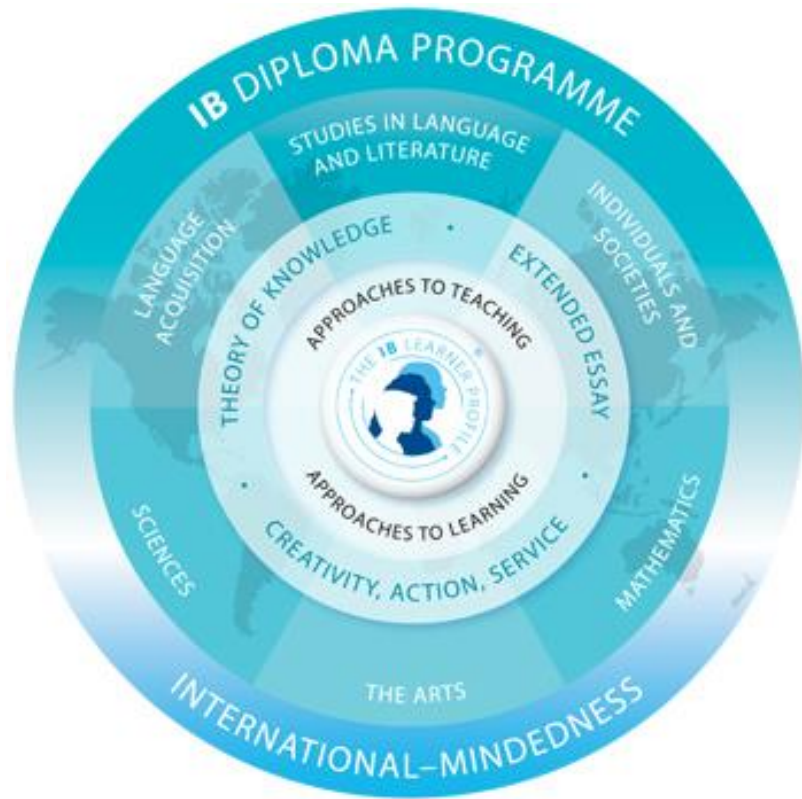 IB DIPLOMA PROGRAMME
STUDIES IN LANGUAGE
AND LITERATURE
LANGUAGE
ACQUISITION
INDIVIDUALS AND
SOCIETIES
THEORY OF KNOWLEDGE
EXTENDED ESSAY
APPROACHES TO TEACHING
THE IB LEARNER PROFILE®
APPROACHES TO LEARNING
CREATIVITY, ACTION, SERVICE
SCIENCES
MATHEMATICS
THE ARTS
INTERNATIONAL–MINDEDNESS